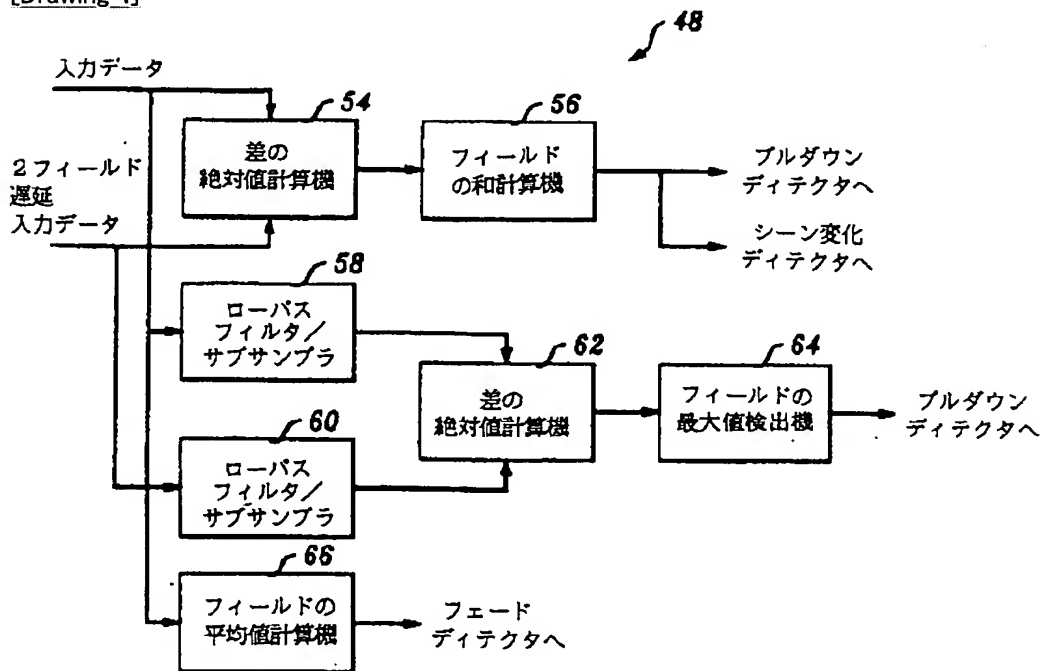 [Drawing 4]
48
入力データ
54
56
2フィールド
遅延
入力データ
差の
絶対値計算機
フィールド
の和計算機
プルダウン
ディテクタへ
シーン変化
ディテクタへ
58
ローパス
フィルタ/
サブサンプラ
62
64
差の
絶対値計算機
フィールドの
最大値検出機
プルダウン
ディテクタへ
60
ローパス
フィルタ/
サブサンプラ
66
フィールドの
平均値計算機
フェード
ディテクタへ